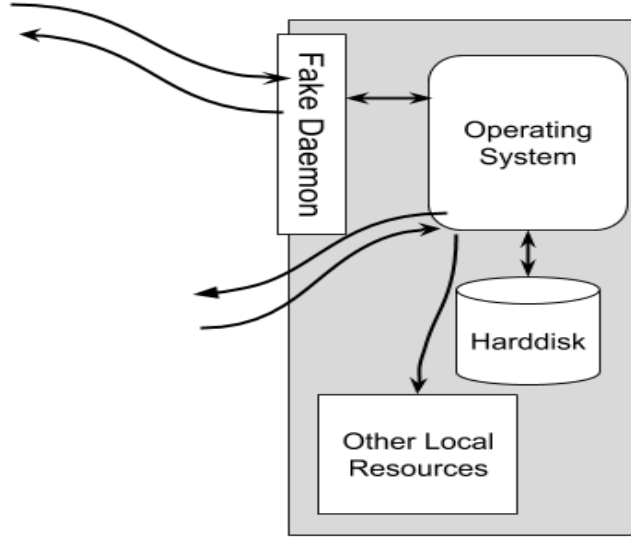 Fake Daemon
Operating
System
Harddisk
Other Local
Resources